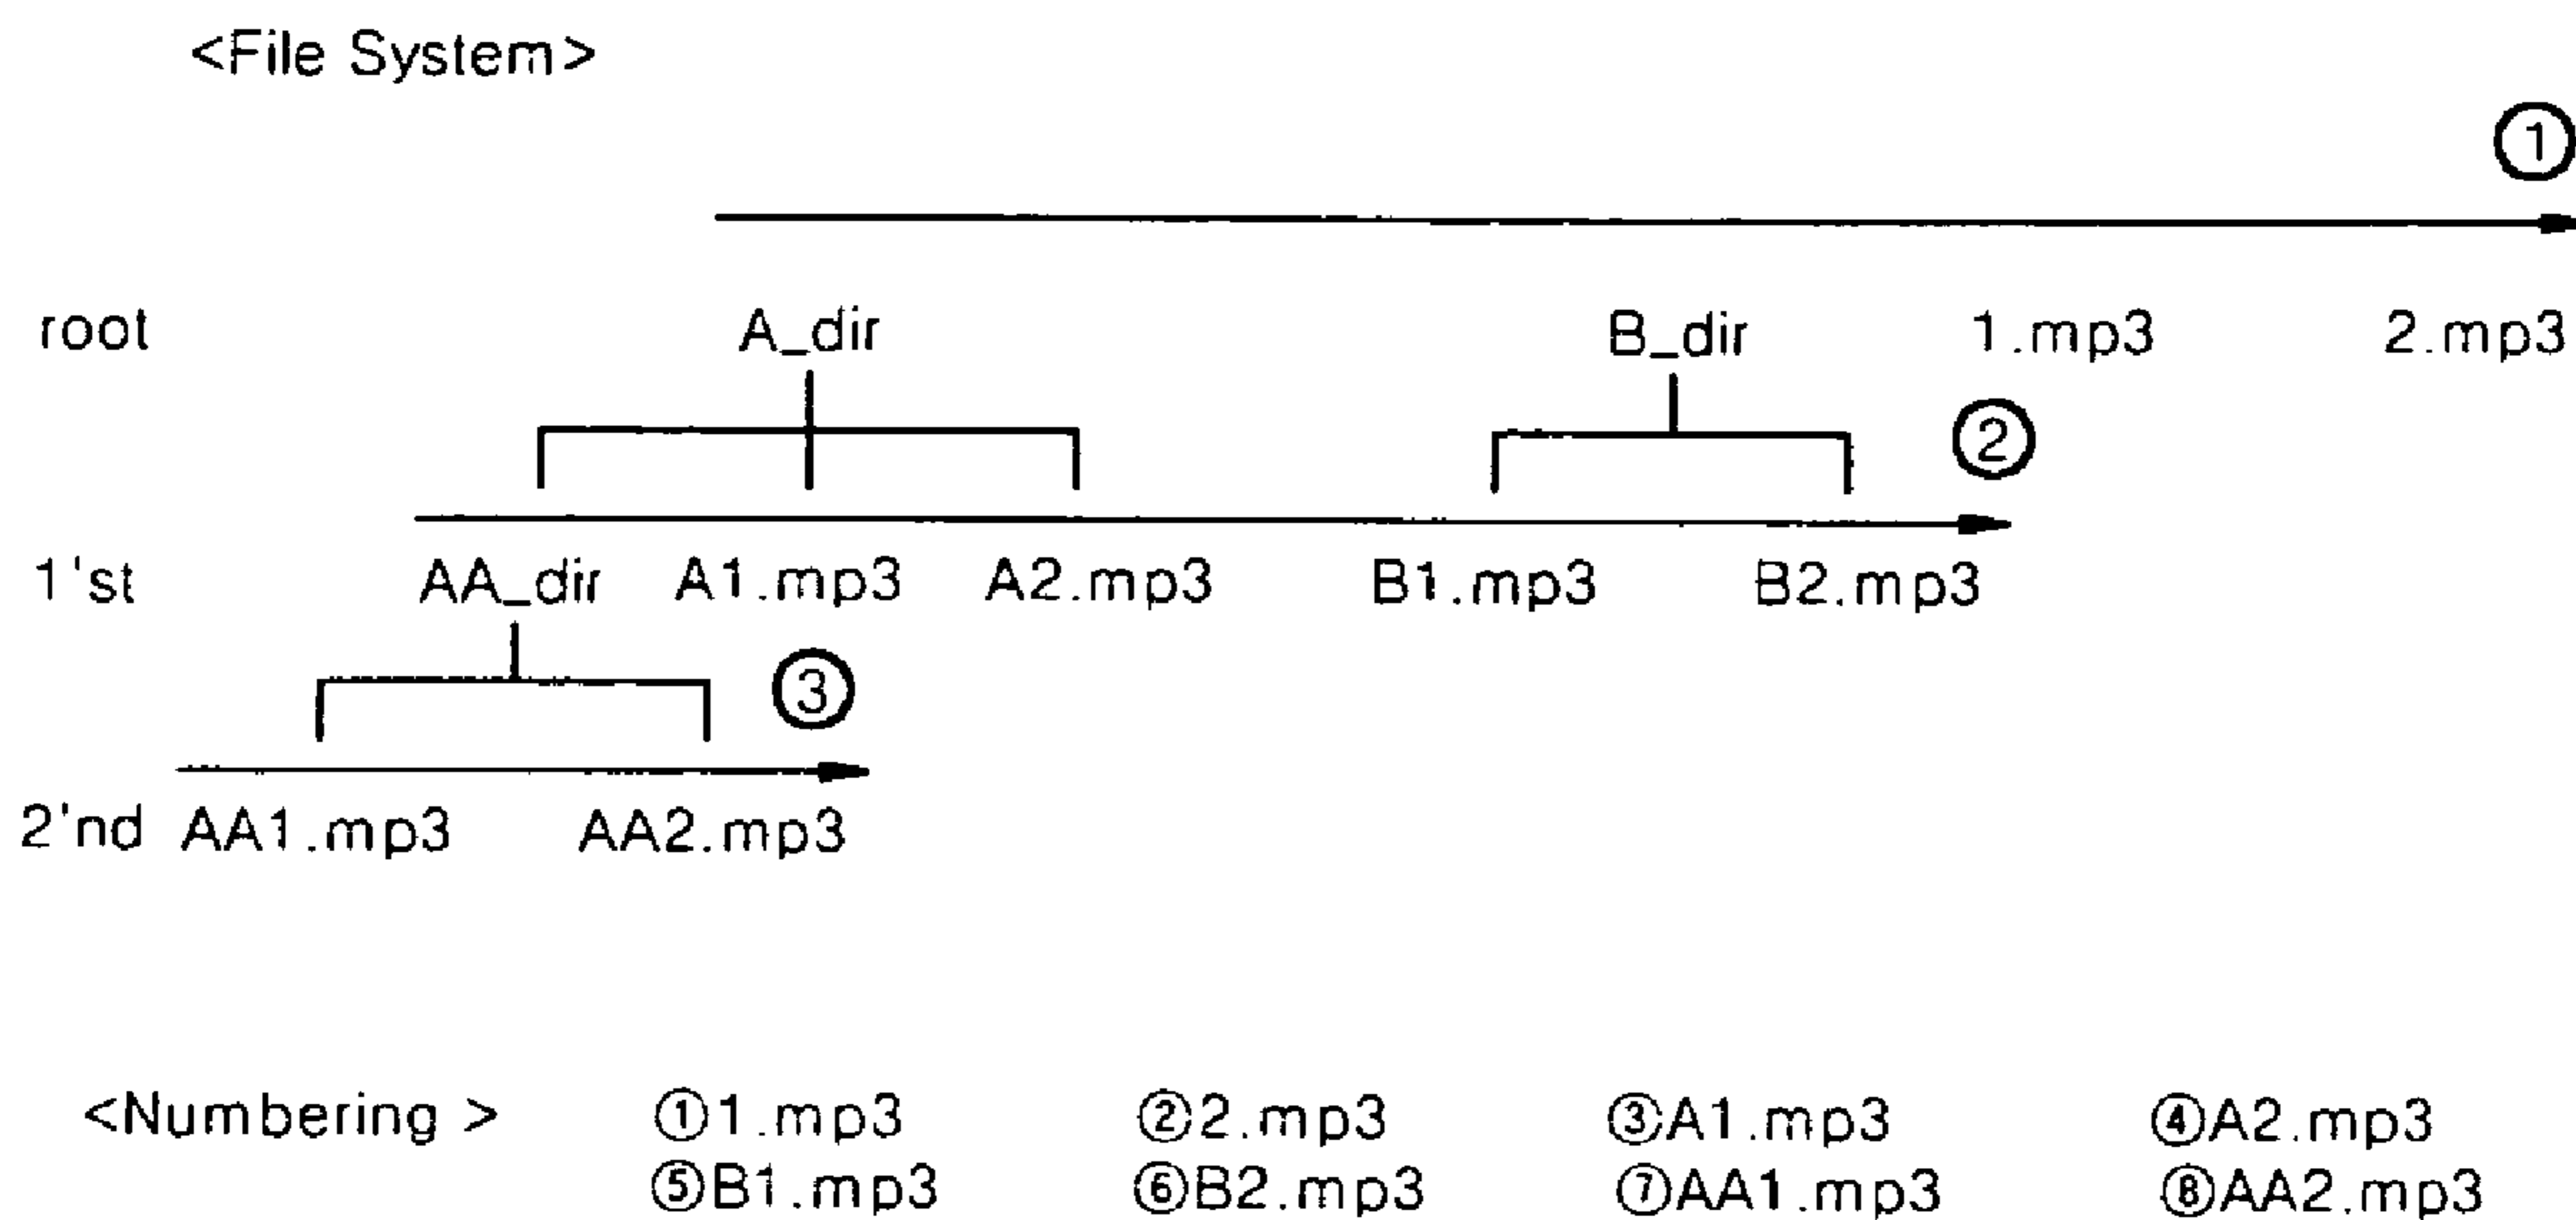 <File System>
①
root A_dir B_dir 1.mp3 2.mp3
②
1'st AA_dir A1.mp3 A2.mp3 B1.mp3 B2.mp3
③
2'nd AA1.mp3 AA2.mp3
<Numbering > ①1.mp3 ②2.mp3 ③A1.mp3 ④A2.mp3
⑤B1.mp3 ⑥B2.mp3 ⑦AA1.mp3 ⑧AA2.mp3